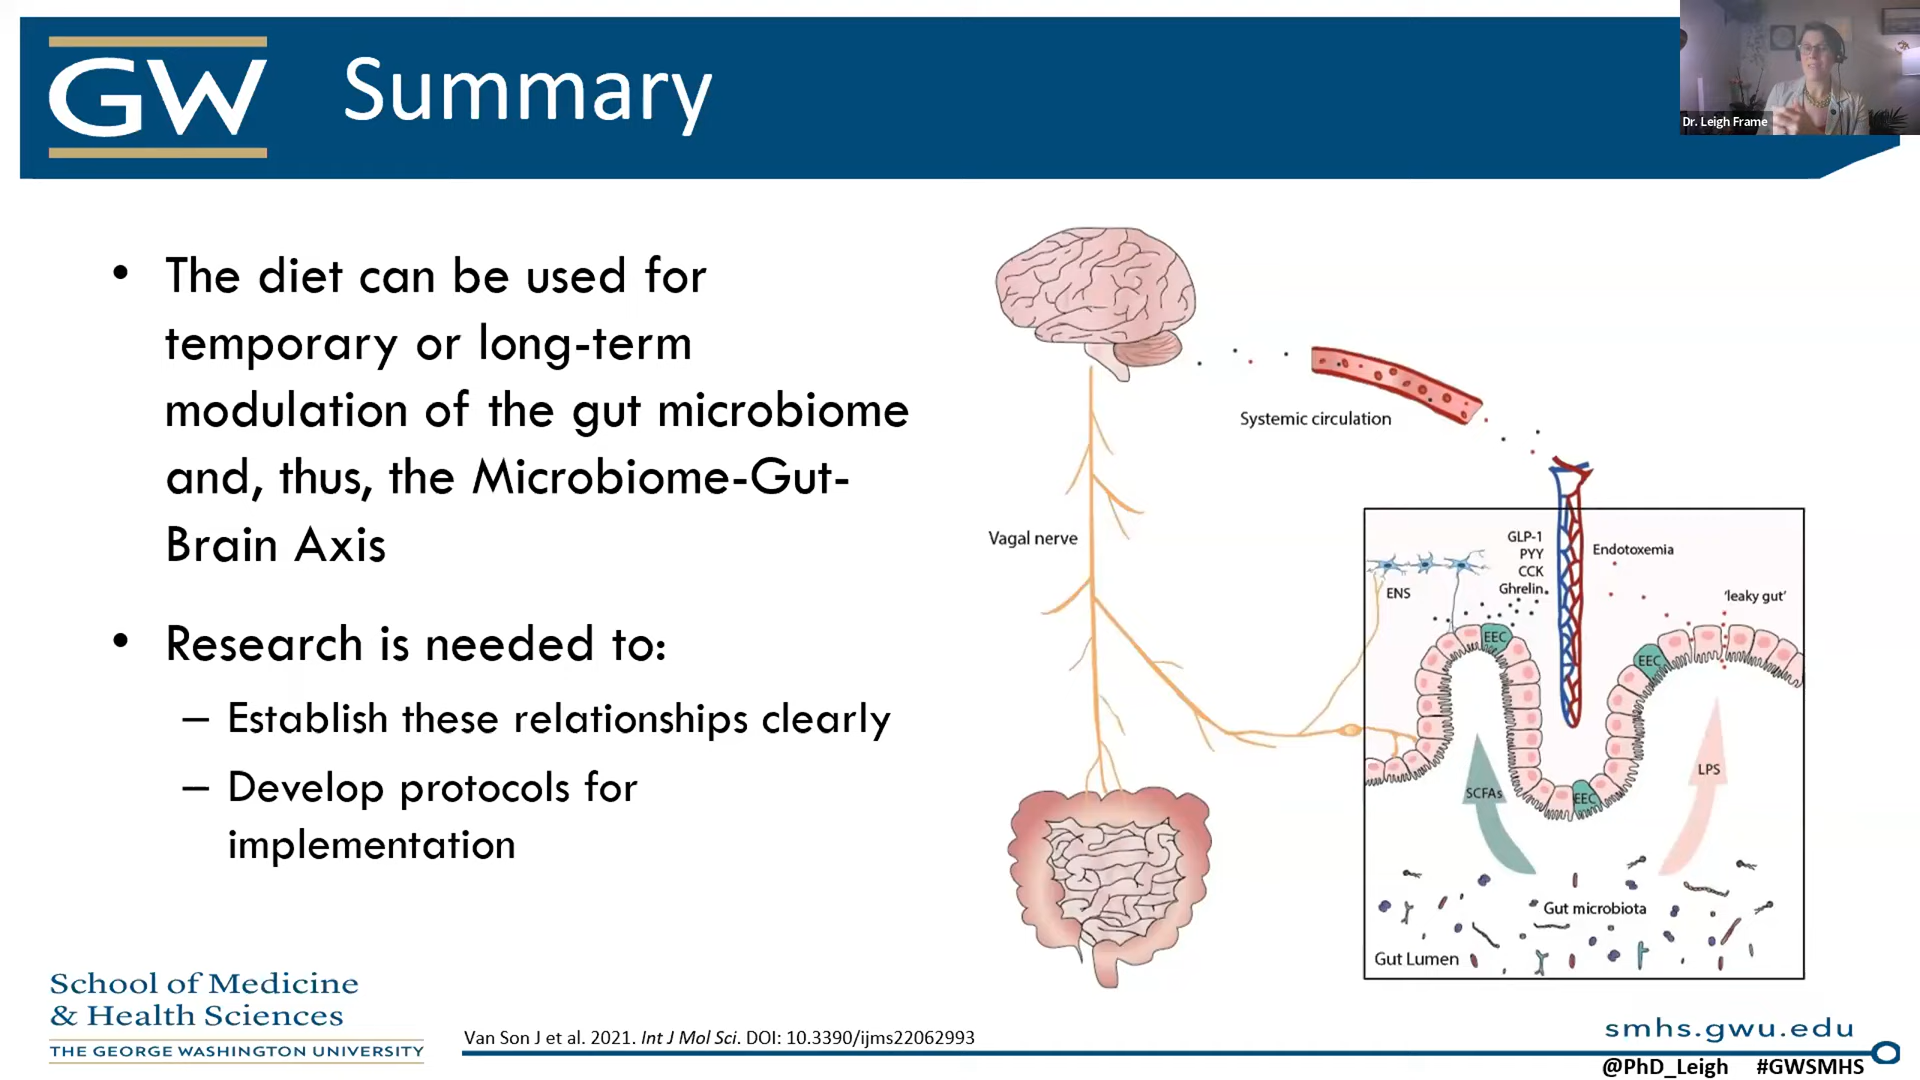 GW
Summary
Dr. Leigh Frame
• The diet can be used for
temporary or long-term
modulation of the gut microbiome
and, thus, the Microbiome-Gut-
Brain Axis
• Research is needed to:
– Establish these relationships clearly
– Develop protocols for
implementation
Systemic circulation
Vagal nerve
GLP-1
PYY
CCK
Ghrelin
Endotoxemia
ENS
'leaky gut'
EEC
EEC
EEC
SCFAs
LPS
Gut microbiota
Gut Lumen
School of Medicine
& Health Sciences
THE GEORGE WASHINGTON UNIVERSITY
Van Son J et al. 2021. Int J Mol Sci. DOI: 10.3390/ijms22062993
smhs.gwu.edu
@PhD_Leigh #GWSMHS